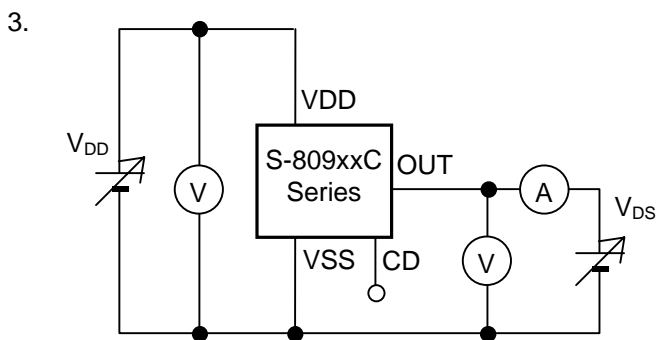 3.
VDD
VDD
S-809xxC
Series
OUT
V
A
VDS
VSS
CD
V